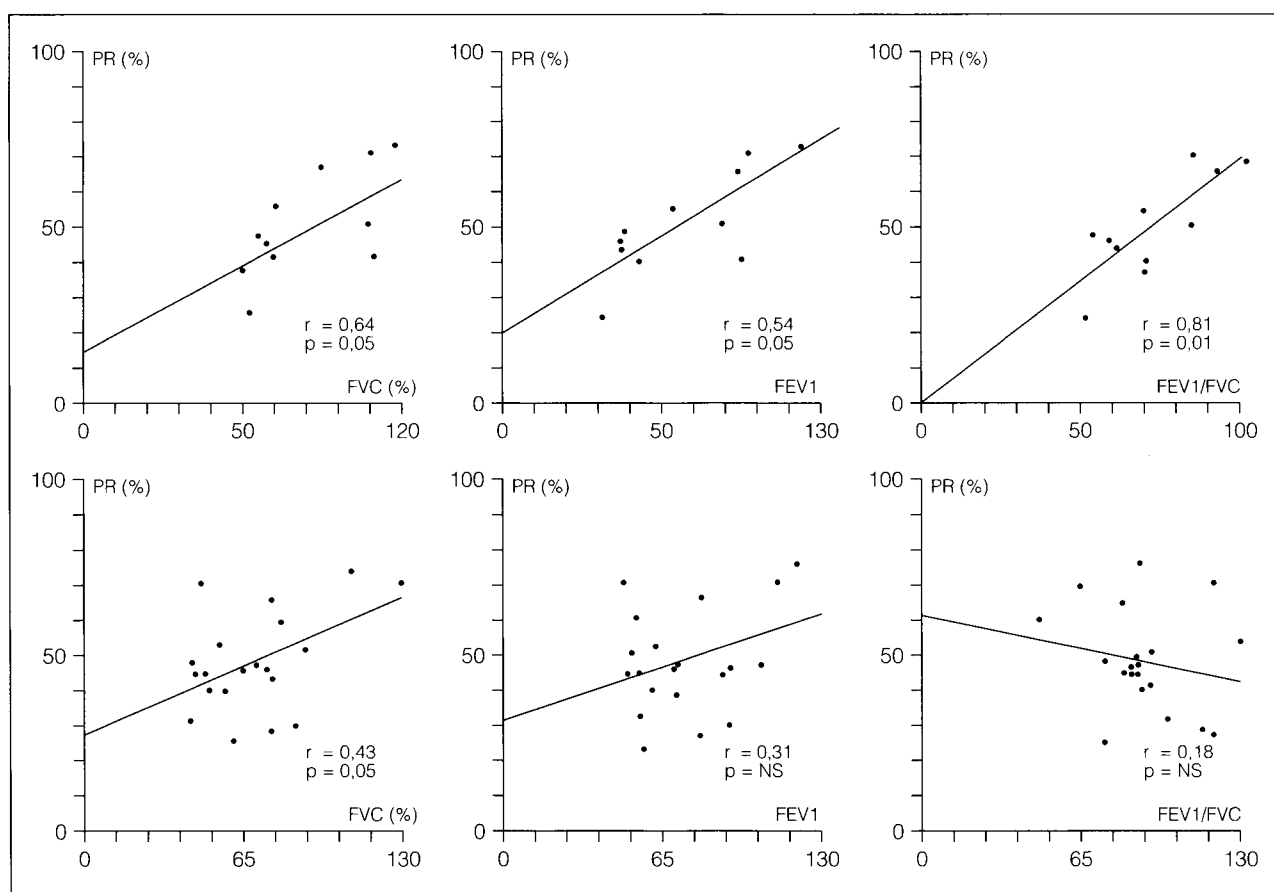 100
PR (%)
50
r = 0,64
p = 0,05
FVC (%)
0
0
50
120
100
PR (%)
50
r = 0,54
p = 0,05
FEV1
0
0
50
130
100
PR (%)
50
r = 0,81
p = 0,01
FEV1/FVC
0
0
50
100
100
PR (%)
50
r = 0,43
p = 0,05
FVC (%)
0
0
65
130
100
PR (%)
50
r = 0,31
p = NS
FEV1
0
0
65
130
100
PR (%)
50
r = 0,18
p = NS
FEV1/FVC
0
0
65
130